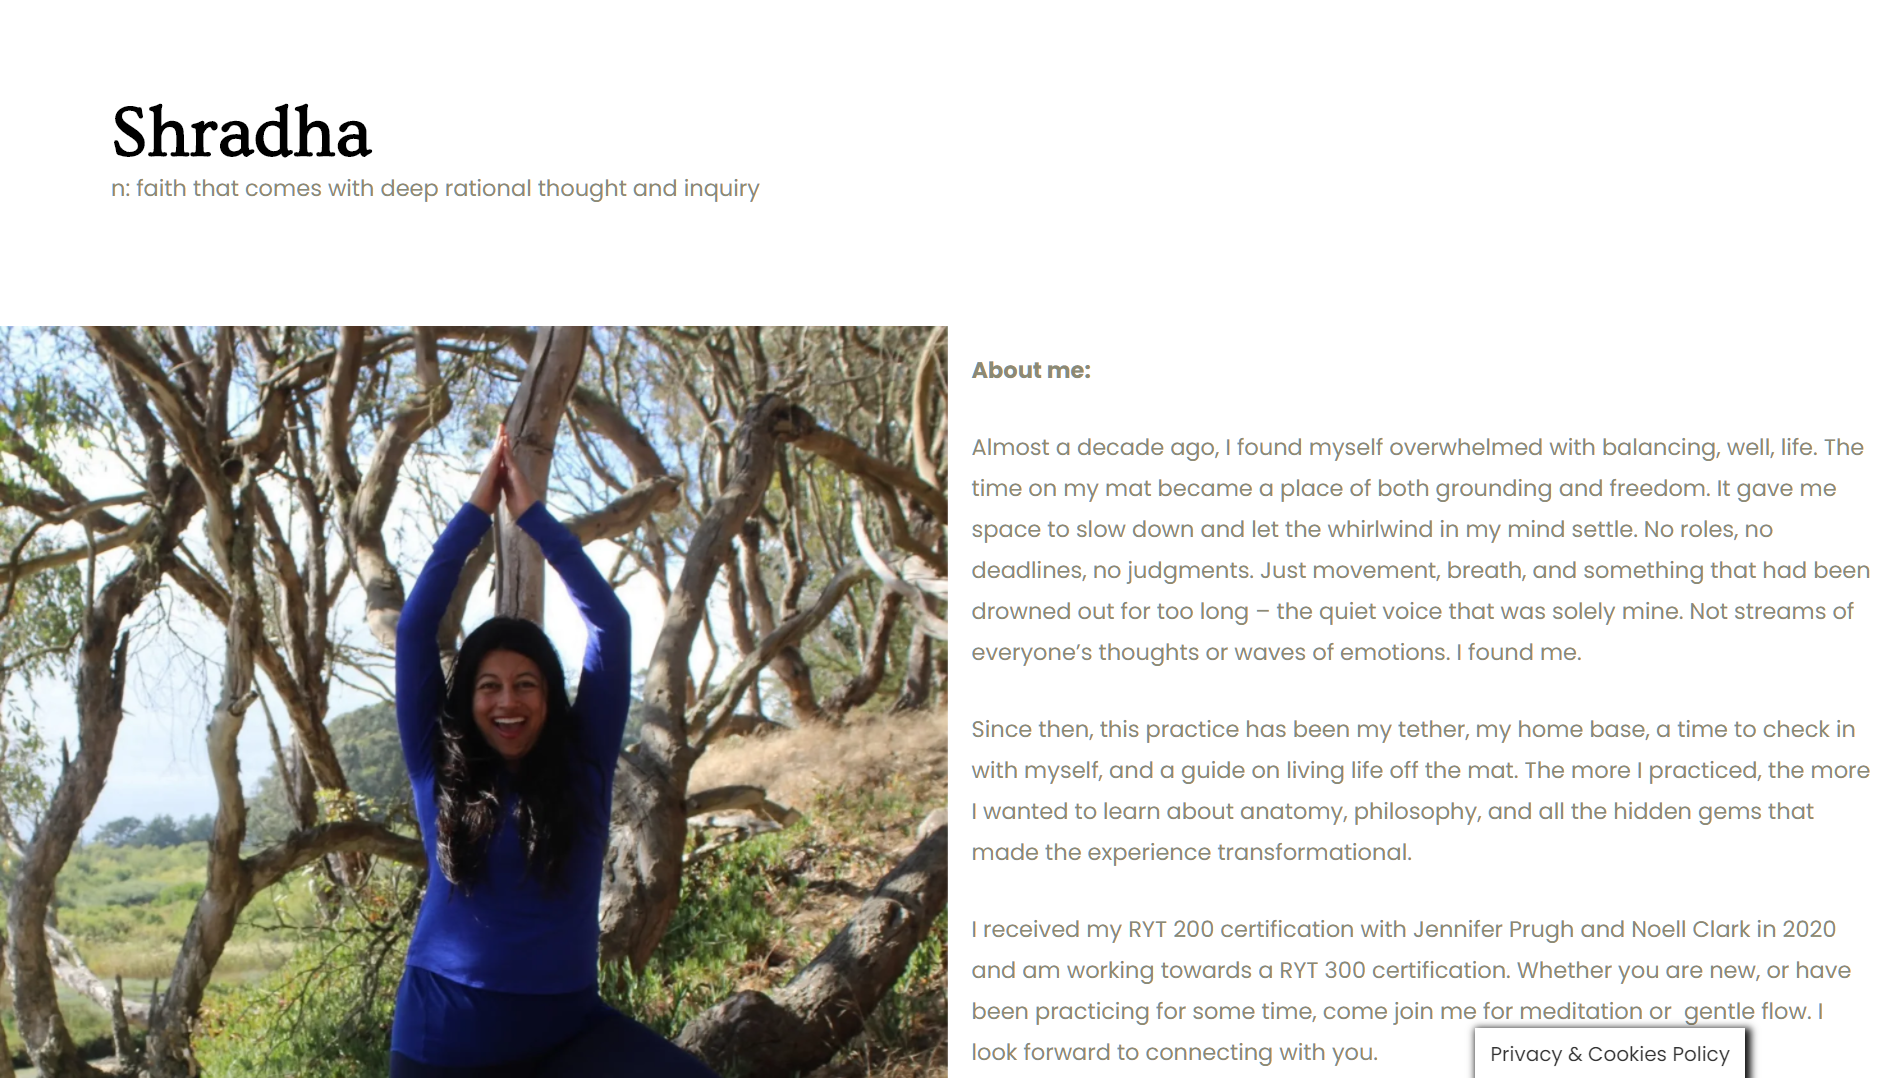 Shradha
n: faith that comes with deep rational thought and inquiry
About me:
Almost a decade ago, I found myself overwhelmed with balancing, well, life. The
time on my mat became a place of both grounding and freedom. It gave me
space to slow down and let the whirlwind in my mind settle. No roles, no
deadlines, no judgments. Just movement, breath, and something that had been
drowned out for too long – the quiet voice that was solely mine. Not streams of
everyone’s thoughts or waves of emotions. I found me.
Since then, this practice has been my tether, my home base, a time to check in
with myself, and a guide on living life off the mat. The more I practiced, the more
I wanted to learn about anatomy, philosophy, and all the hidden gems that
made the experience transformational.
I received my RYT 200 certification with Jennifer Prugh and Noell Clark in 2020
and am working towards a RYT 300 certification. Whether you are new, or have
been practicing for some time, come join me for meditation or  gentle flow. I
look forward to connecting with you.
Privacy & Cookies Policy